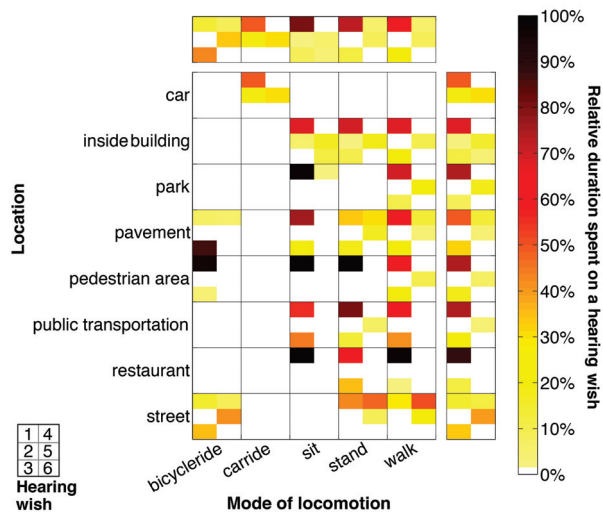 Location
car
insidebuilding
park
pavement
pedestrian area
public transportation
restaurant
street
bicycleride
carride
sit
stand
walk
Mode of locomotion
1 4
2 5
3 6
Hearing
wish
100%
90%
80%
70%
60%
50%
40%
30%
20%
10%
0%
Relative duration spent on a hearing wish